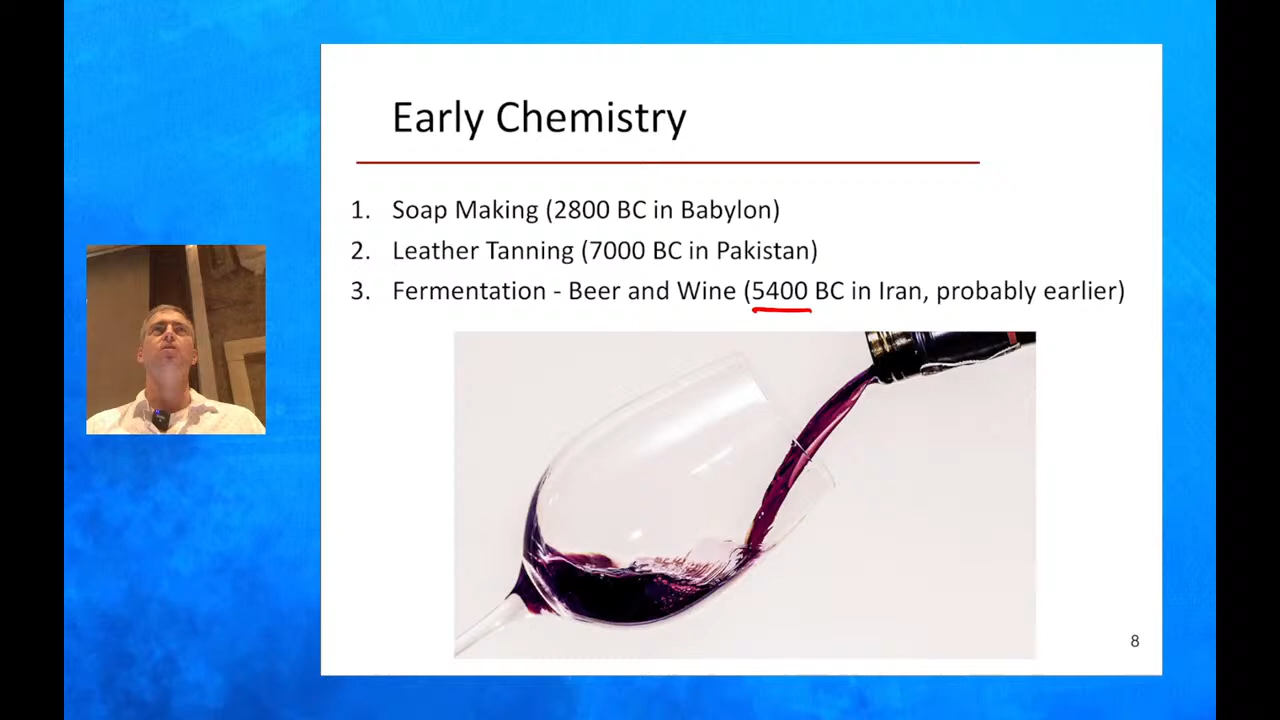 Early Chemistry
1. Soap Making (2800 BC in Babylon)
2. Leather Tanning (7000 BC in Pakistan)
3. Fermentation - Beer and Wine (5400 BC in Iran, probably earlier)
8